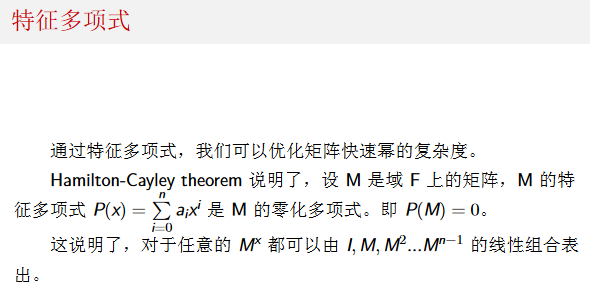 特征多项式
通过特征多项式，我们可以优化矩阵快速幂的复杂度。
Hamilton-Cayley theorem 说明了，设 M 是域 F 上的矩阵，M 的特
征多项式 P(x) = ∑_{i=0}^{n} a_i x^i 是 M 的零化多项式。即 P(M) = 0。
这说明了，对于任意的 M^x 都可以由 I, M, M^2...M^{n−1} 的线性组合表
出。